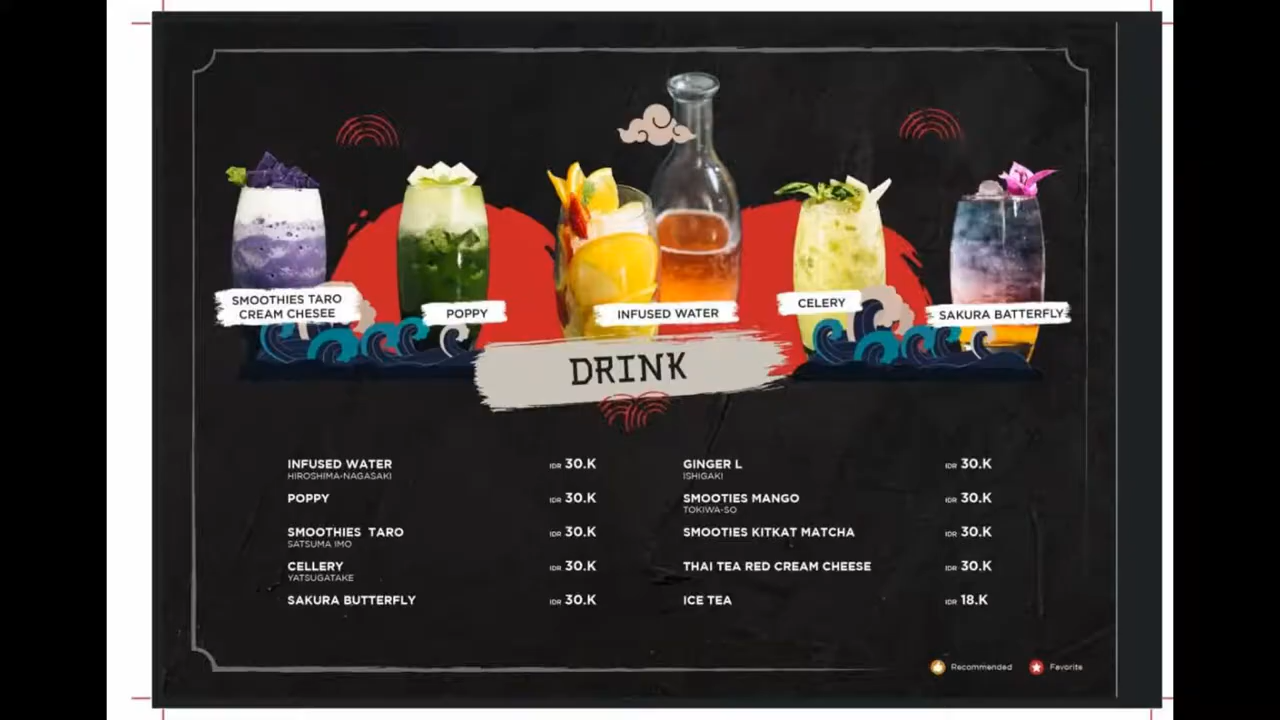 SMOOTHIES TARO
CREAM CHESEE
POPPY
INFUSED WATER
CELERY
SAKURA BATTERFLY
DRINK
INFUSED WATER IDR 30.K
HIROSHIMA-NAGASAKI
POPPY IDR 30.K
SMOOTHIES TARO IDR 30.K
SATSUMA IMO
CELLERY IDR 30.K
YATSUGATAKE
SAKURA BUTTERFLY IDR 30.K
GINGER L IDR 30.K
ISHIGAKI
SMOOTIES MANGO IDR 30.K
TOKIWA-SO
SMOOTIES KITKAT MATCHA IDR 30.K
THAI TEA RED CREAM CHEESE IDR 30.K
ICE TEA IDR 18.K
Recommended
Favorite